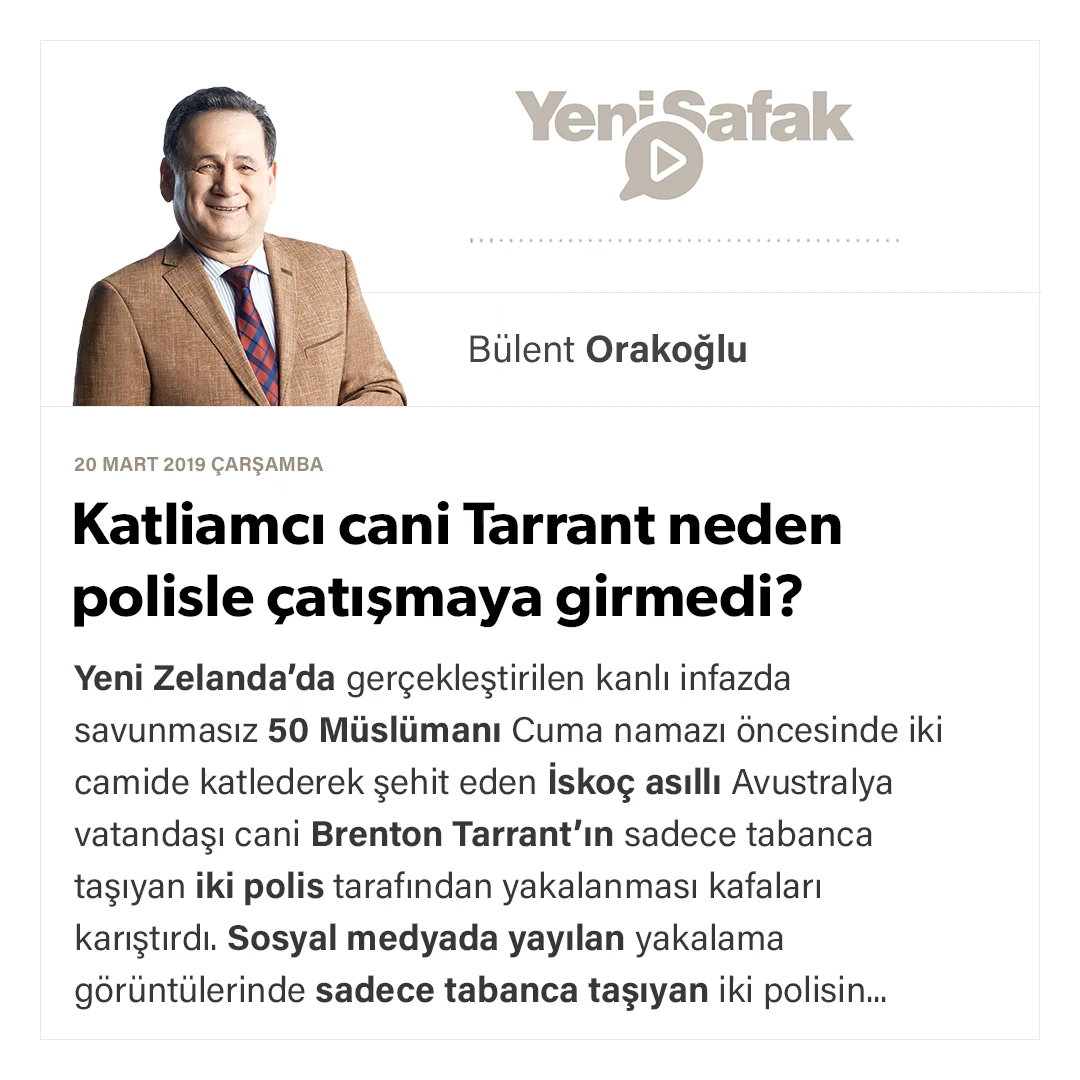 YeniSafak
Bülent Orakoğlu
20 MART 2019 ÇARŞAMBA
Katliamcı cani Tarrant neden
polisle çatışmaya girmedi?
Yeni Zelanda’da gerçekleştirilen kanlı infazda
savunmasız 50 Müslümanı Cuma namazı öncesinde iki
camide katlederek şehit eden İskoç asıllı Avustralya
vatandaşı cani Brenton Tarrant’ın sadece tabanca
taşıyan iki polis tarafından yakalanması kafaları
karıştırdı. Sosyal medyada yayılan yakalama
görüntülerinde sadece tabanca taşıyan iki polisin...